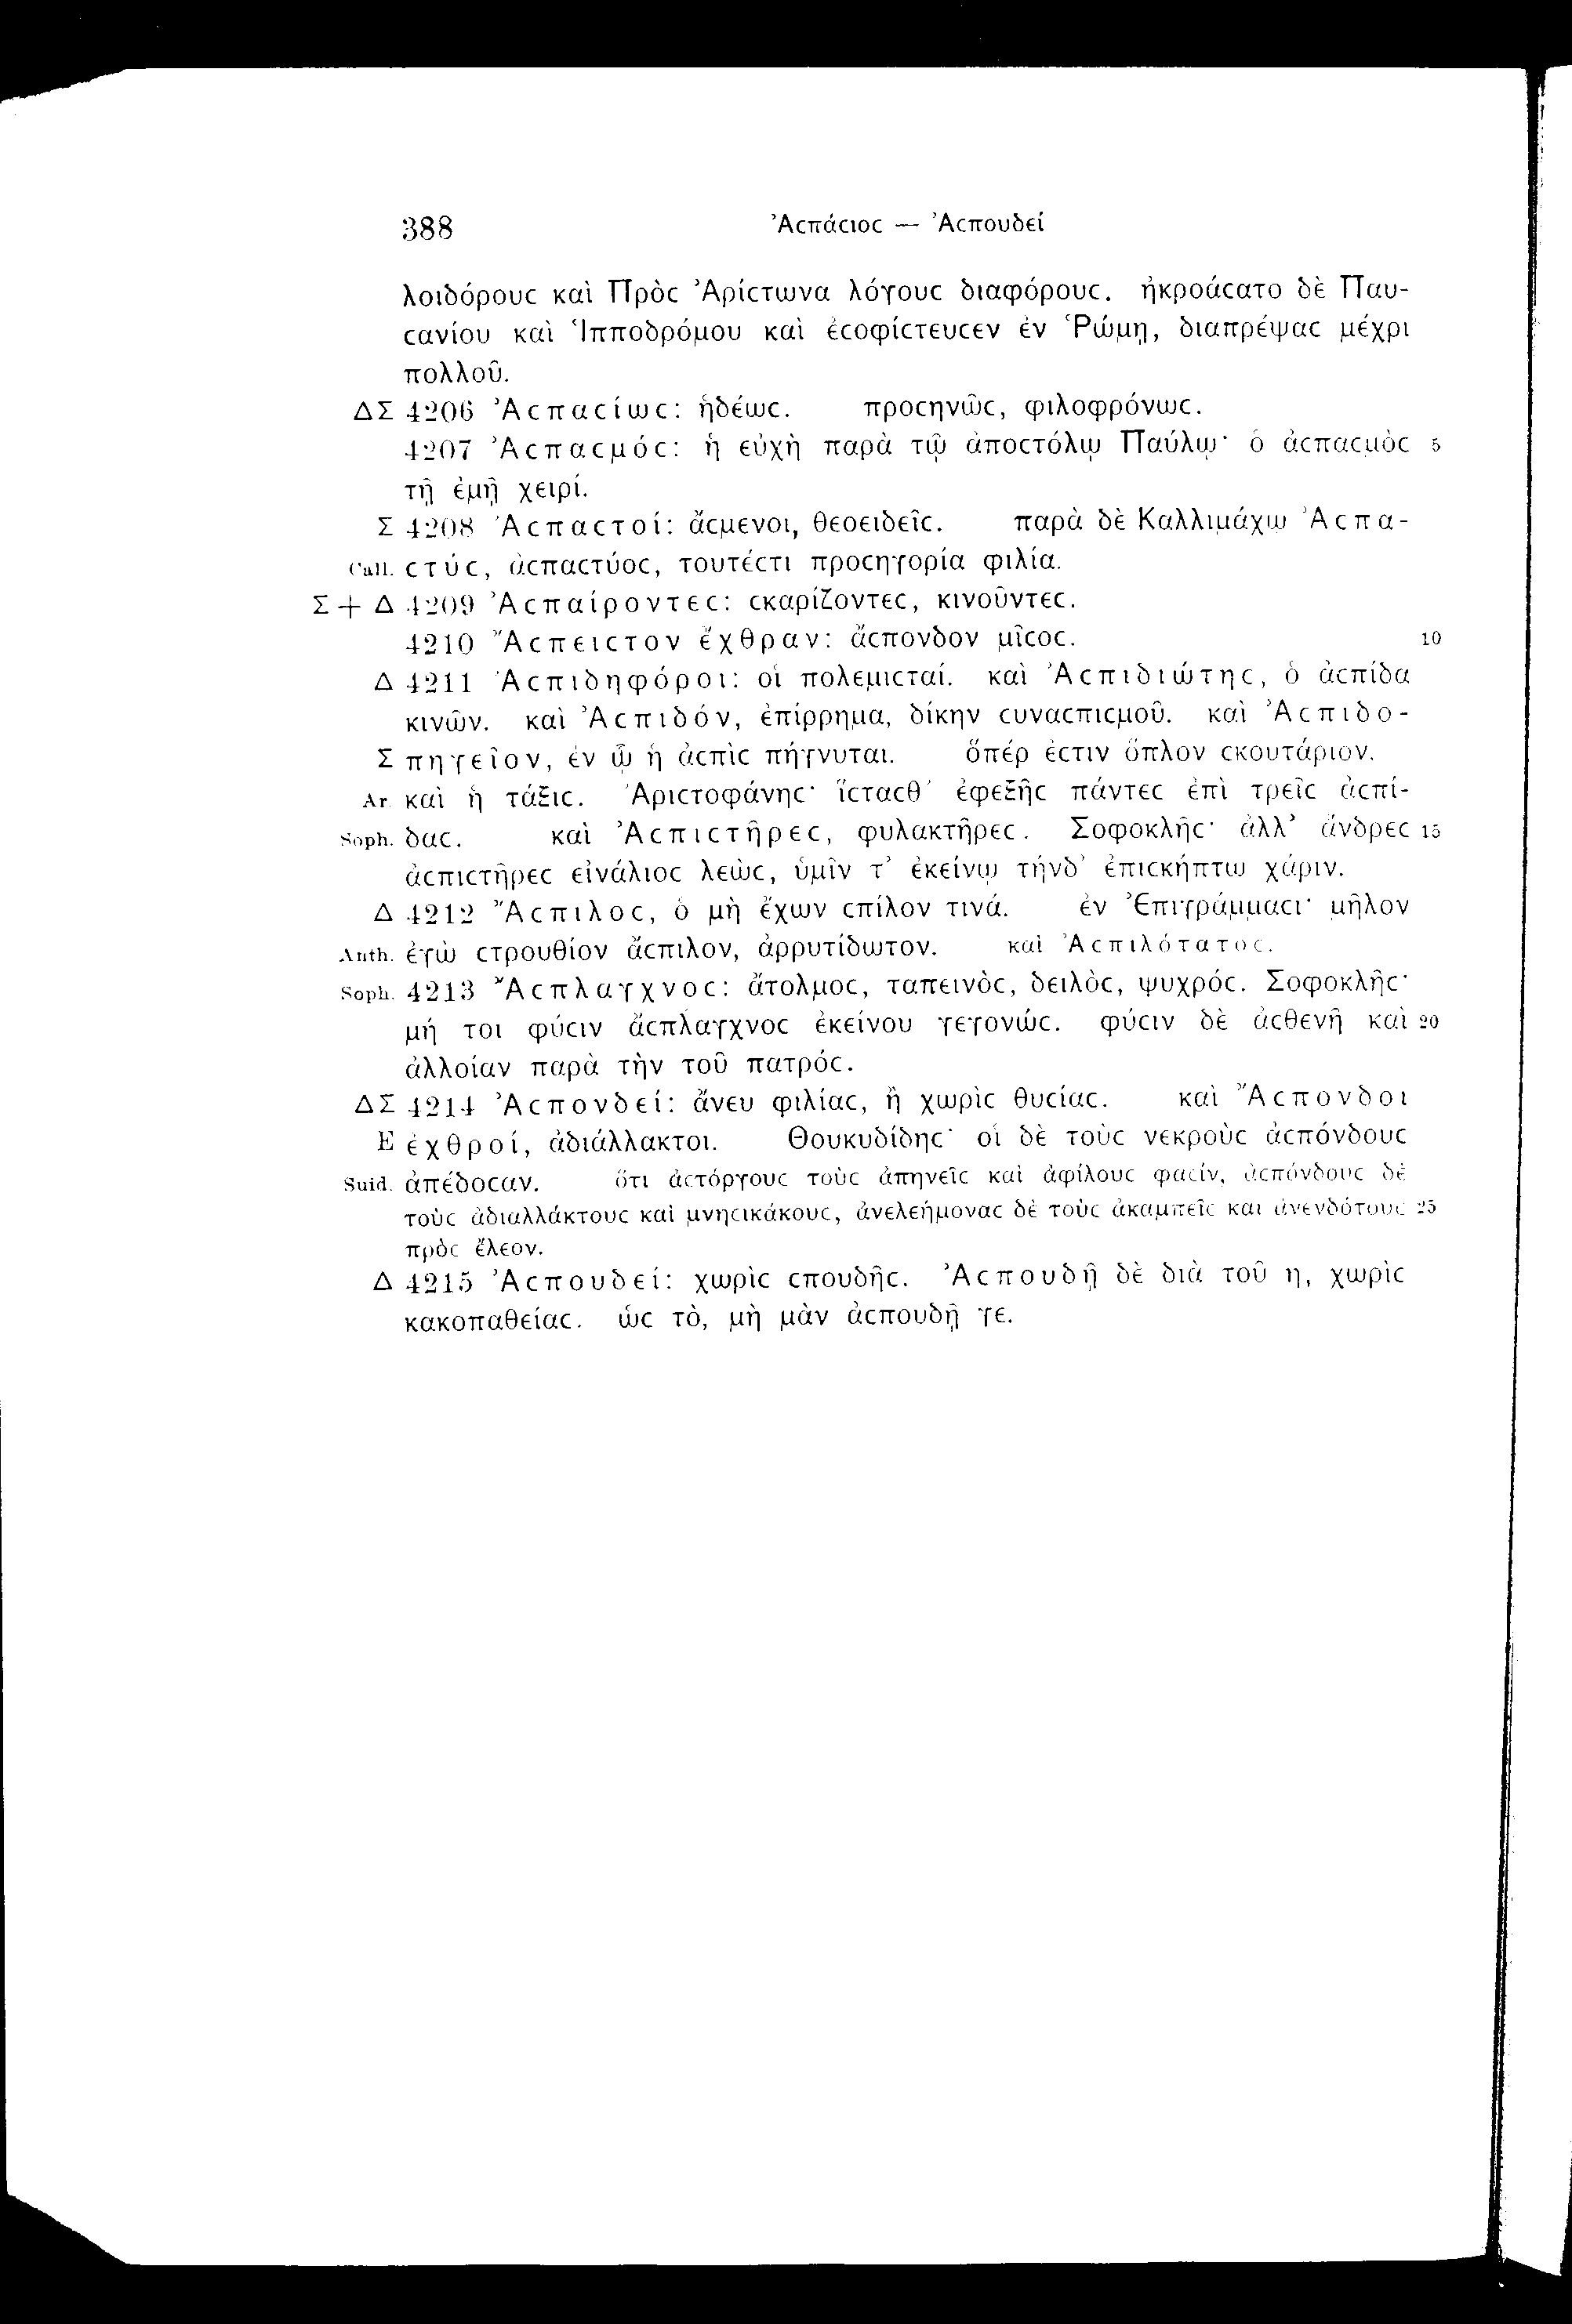 388 Ἀϲπάϲιοϲ — Ἀϲπουδεί
λοιδόρουϲ καὶ Πρὸϲ Ἀρίϲτωνα λόγουϲ διαφόρουϲ. ἠκροάϲατο δὲ Παυ-
ϲανίου καὶ Ἱπποδρόμου καὶ ἐϲοφίϲτευϲεν ἐν Ῥώμῃ, διαπρέψαϲ μέχρι
πολλοῦ.
ΔΣ 4206 Ἀϲπαϲίωϲ: ἡδέωϲ. προϲηνῶϲ, φιλοφρόνωϲ.
4207 Ἀϲπαϲμόϲ: ἡ εὐχὴ παρὰ τῷ ἀποϲτόλῳ Παύλῳ· ὁ ἀϲπαϲμὸϲ 5
τῇ ἐμῇ χειρί.
Σ 4208 Ἀϲπαϲτοί: ἄϲμενοι, θεοειδεῖϲ. παρὰ δὲ Καλλιμάχῳ Ἀϲπα-
Call. ϲτύϲ, ἀϲπαϲτύοϲ, τουτέϲτι προϲηγορία φιλία.
Σ + Δ 4209 Ἀϲπαίροντεϲ: ϲκαρίζοντεϲ, κινοῦντεϲ.
4210 Ἄϲπειϲτον ἔχθραν: ἄϲπονδον μῖϲοϲ. 10
Δ 4211 Ἀϲπιδηφόροι: οἱ πολεμιϲταί. καὶ Ἀϲπιδιώτηϲ, ὁ ἀϲπίδα
κινῶν. καὶ Ἀϲπιδόν, ἐπίρρημα, δίκην ϲυναϲπιϲμοῦ. καὶ Ἀϲπιδο-
Σ πηγεῖον, ἐν ᾧ ἡ ἀϲπὶϲ πήγνυται. ὅπέρ ἐϲτιν ὅπλον ϲκουτάριον.
Ar. καὶ ἡ τάξιϲ. Ἀριϲτοφάνηϲ· ἵϲταϲθ᾽ ἐφεξῆϲ πάντεϲ ἐπὶ τρεῖϲ ἀϲπί-
Soph. δαϲ. καὶ Ἀϲπιϲτῆρεϲ, φυλακτῆρεϲ. Σοφοκλῆϲ· ἀλλ᾽ ἄνδρεϲ 15
ἀϲπιϲτῆρεϲ εἰνάλιοϲ λεὼϲ, ὑμῖν τ᾽ ἐκείνῳ τήνδ᾽ ἐπιϲκήπτω χάριν.
Δ 4212 Ἄϲπιλοϲ, ὁ μὴ ἔχων ϲπίλον τινά. ἐν Ἐπιγράμμαϲι· μῆλον
Anth. ἐγὼ ϲτρουθίον ἄϲπιλον, ἀρρυτίδωτον. καὶ Ἀϲπιλότατοϲ.
Soph. 4213 Ἄϲπλαγχνοϲ: ἄτολμοϲ, ταπεινὸϲ, δειλὸϲ, ψυχρόϲ. Σοφοκλῆϲ·
μή τοι φύϲιν ἄϲπλαγχνοϲ ἐκείνου γεγονώϲ. φύϲιν δὲ ἀϲθενῆ καὶ 20
ἀλλοίαν παρὰ τὴν τοῦ πατρόϲ.
ΔΣ 4214 Ἀϲπονδεί: ἄνευ φιλίαϲ, ἢ χωρὶϲ θυϲίαϲ. καὶ Ἄϲπονδοι
E ἐχθροί, ἀδιάλλακτοι. Θουκυδίδηϲ· οἱ δὲ τοὺϲ νεκροὺϲ ἀϲπόνδουϲ
Suid. ἀπέδοϲαν. ὅτι ἀϲτόργουϲ τοὺϲ ἀπηνεῖϲ καὶ ἀφίλουϲ φαϲίν, ἀϲπόνδουϲ δὲ
τοὺϲ ἀδιαλλάκτουϲ καὶ μνηϲικάκουϲ, ἀνελεήμοναϲ δὲ τοὺϲ ἀκαμπεῖϲ καὶ ἀνενδότουϲ 25
πρὸϲ ἔλεον.
Δ 4215 Ἀϲπουδεί: χωρὶϲ ϲπουδῆϲ. Ἀϲπουδῇ δὲ διὰ τοῦ η, χωρὶϲ
κακοπαθείαϲ. ὡϲ τὸ, μὴ μὰν ἀϲπουδῇ γε.